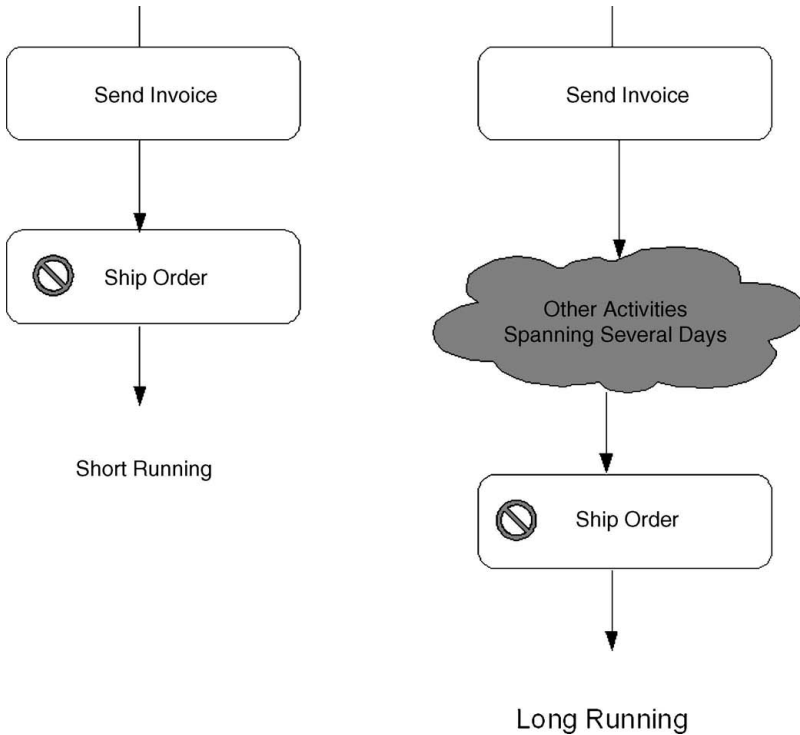 Send Invoice
Ship Order
Short Running
Send Invoice
Other Activities
Spanning Several Days
Ship Order
Long Running